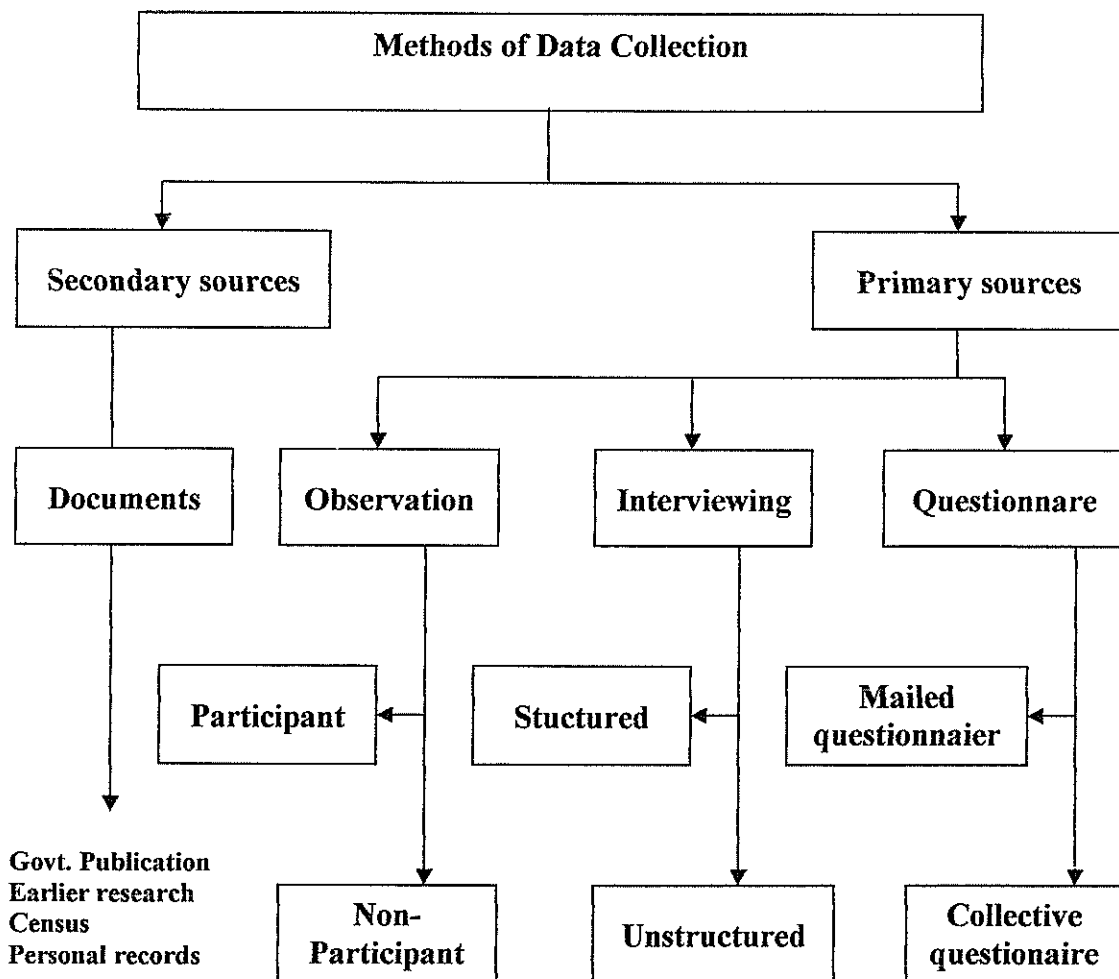 Methods of Data Collection
Secondary sources
Primary sources
Documents
Observation
Interviewing
Questionnare
Participant
Stuctured
Mailed
questionnaier
Govt. Publication
Earlier research
Census
Personal records
Non-
Participant
Unstructured
Collective
questionaire